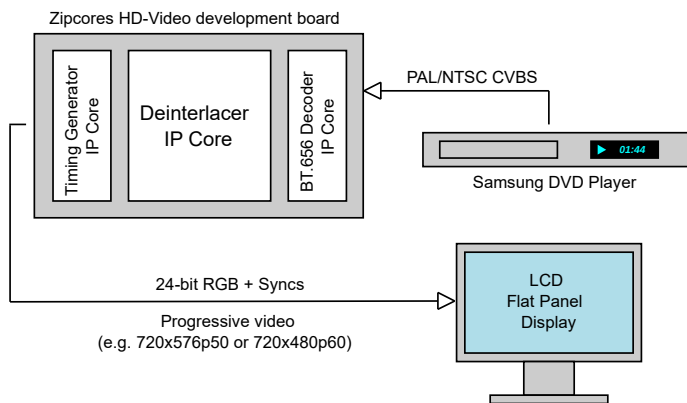 Zipcores HD-Video development board
Timing Generator
IP Core
Deinterlacer
IP Core
BT.656 Decoder
IP Core
PAL/NTSC CVBS
01:44
Samsung DVD Player
24-bit RGB + Syncs
Progressive video
(e.g. 720x576p50 or 720x480p60)
LCD
Flat Panel
Display